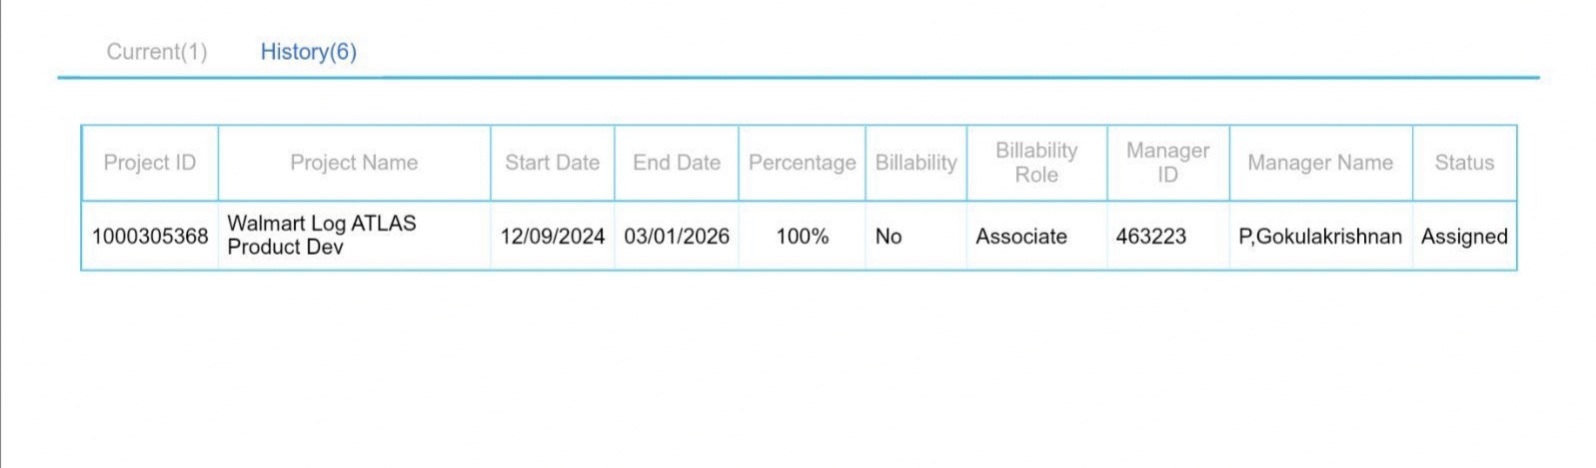 Current(1) History(6)
Project ID Project Name Start Date End Date Percentage Billability Billability Role Manager ID Manager Name Status
1000305368 Walmart Log ATLAS Product Dev 12/09/2024 03/01/2026 100% No Associate 463223 P,Gokulakrishnan Assigned